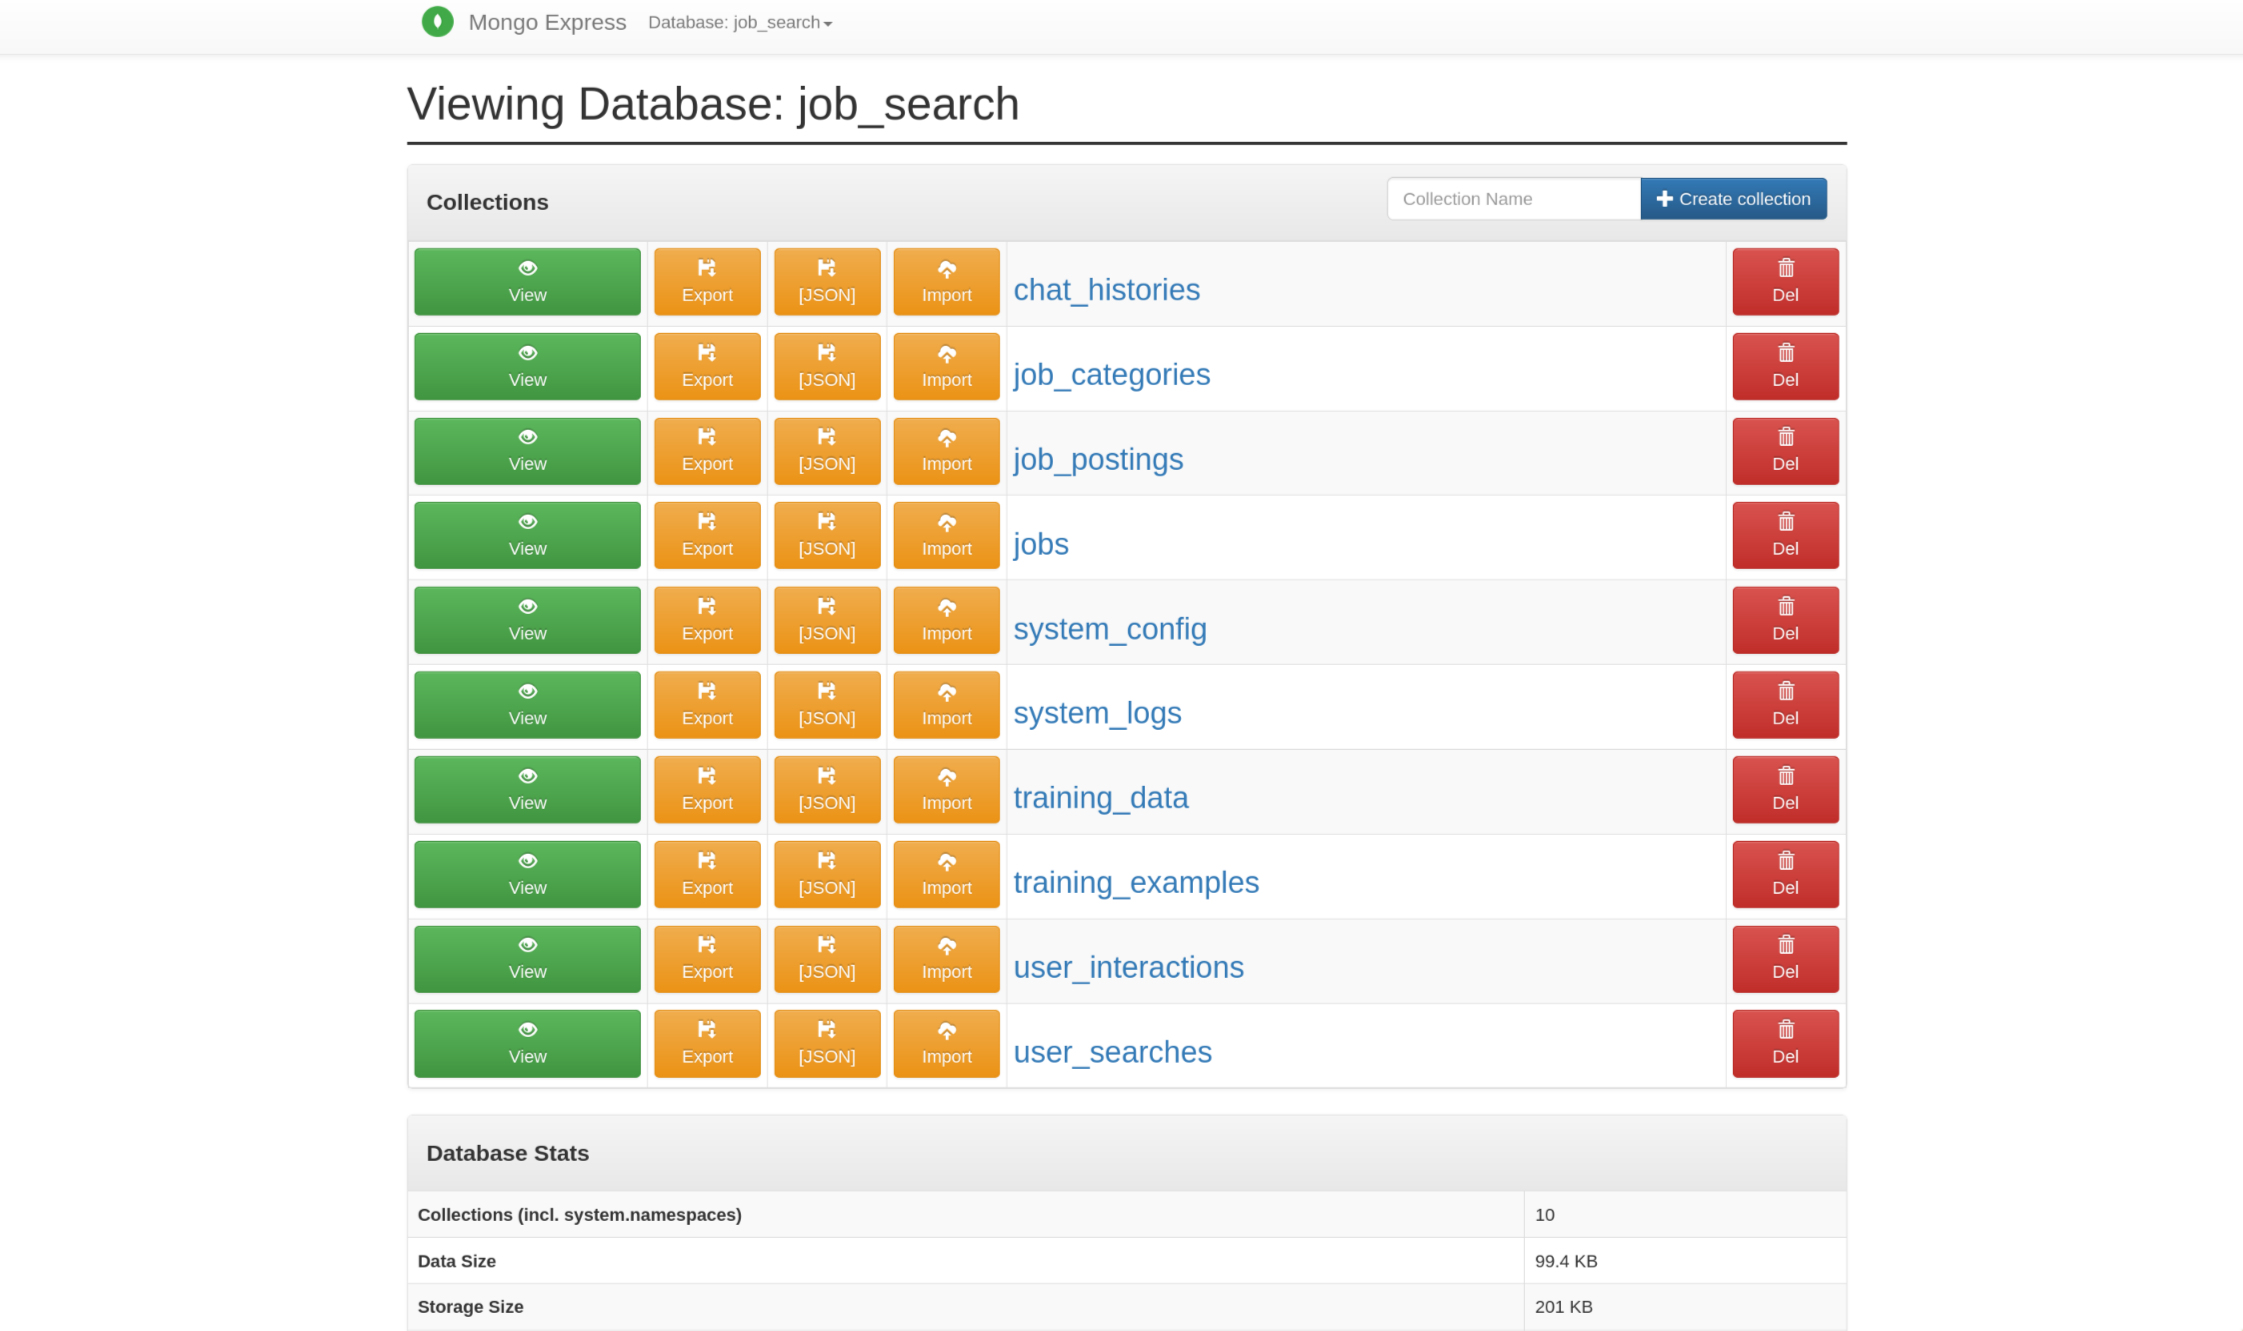 Mongo Express Database: job_search
Viewing Database: job_search
Collections Collection Name Create collection
View Export [JSON] Import chat_histories Del
View Export [JSON] Import job_categories Del
View Export [JSON] Import job_postings Del
View Export [JSON] Import jobs Del
View Export [JSON] Import system_config Del
View Export [JSON] Import system_logs Del
View Export [JSON] Import training_data Del
View Export [JSON] Import training_examples Del
View Export [JSON] Import user_interactions Del
View Export [JSON] Import user_searches Del
Database Stats
Collections (incl. system.namespaces) 10
Data Size 99.4 KB
Storage Size 201 KB